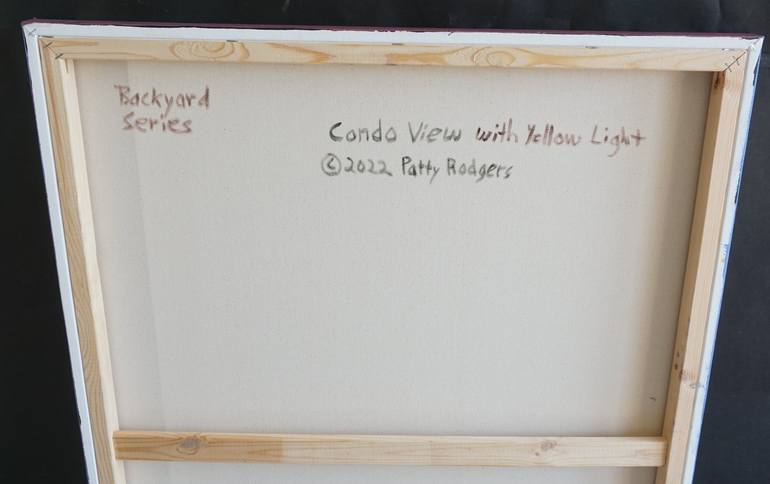 Backyard
Series
Condo View with Yellow Light
©2022 Patty Rodgers